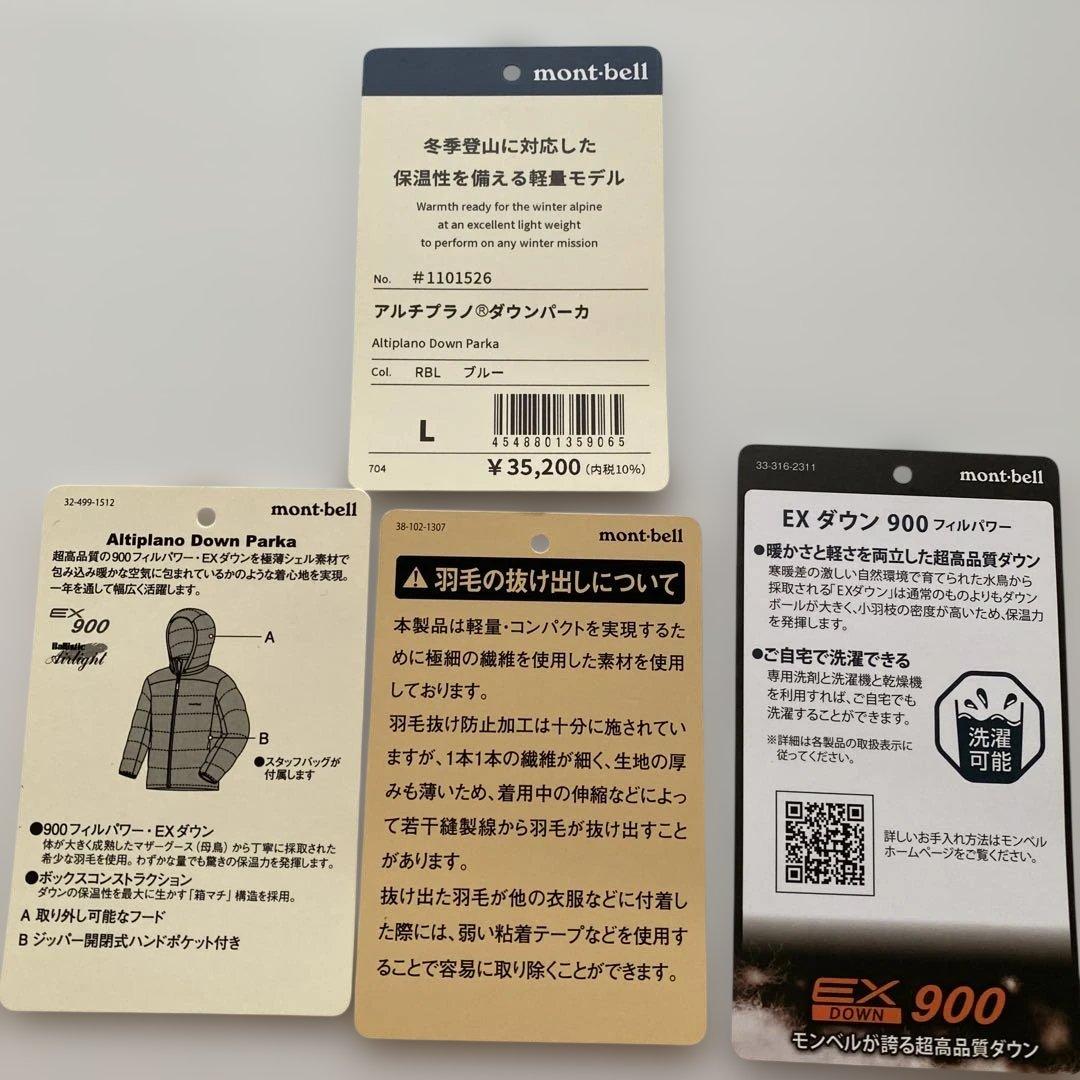 mont·bell
冬季登山に対応した
保温性を備える軽量モデル
Warmth ready for the winter alpine
at an excellent light weight
to perform on any winter mission
No. #1101526
アルチプラノ®ダウンパーカ
Altiplano Down Parka
Col. RBL ブルー
L
4548801359065
704 ¥35,200 (内税10%)
32-499-1512
mont·bell
Altiplano Down Parka
超高品質の900フィルパワー・EXダウンを極薄シェル素材で
包み込み暖かな空気に包まれているかのような着心地を実現。
一年を通して幅広く活躍します。
EX
900
Ballistic
Airlight
A
B
●スタッフバッグが
付属します
●900フィルパワー・EXダウン
体が大きく成熟したマザーグース(母鳥)から丁寧に採取された
希少な羽毛を使用。わずかな量でも驚きの保温力を発揮します。
●ボックスコンストラクション
ダウンの保温性を最大に生かす「箱マチ」構造を採用。
A 取り外し可能なフード
B ジッパー開閉式ハンドポケット付き
38-102-1307
mont·bell
⚠羽毛の抜け出しについて
本製品は軽量・コンパクトを実現するた
めに極細の繊維を使用した素材を使用
しております。
羽毛抜け防止加工は十分に施されてい
ますが、1本1本の繊維が細く、生地の厚
みも薄いため、着用中の伸縮などによっ
て若干縫製線から羽毛が抜け出すこと
があります。
抜け出た羽毛が他の衣服などに付着し
た際には、弱い粘着テープなどを使用す
ることで容易に取り除くことができます。
33-316-2311
mont·bell
EX ダウン 900 フィルパワー
●暖かさと軽さを両立した超高品質ダウン
寒暖差の激しい自然環境で育てられた水鳥から
採取される「EXダウン」は通常のものよりもダウン
ボールが大きく、小羽枝の密度が高いため、保温力
を発揮します。
●ご自宅で洗濯できる
専用洗剤と洗濯機と乾燥機
を利用すれば、ご自宅でも
洗濯することができます。
※詳細は各製品の取扱表示に
従ってください。
洗濯
可能
詳しいお手入れ方法はモンベル
ホームページをご覧ください。
EX
DOWN 900
モンベルが誇る超高品質ダウン